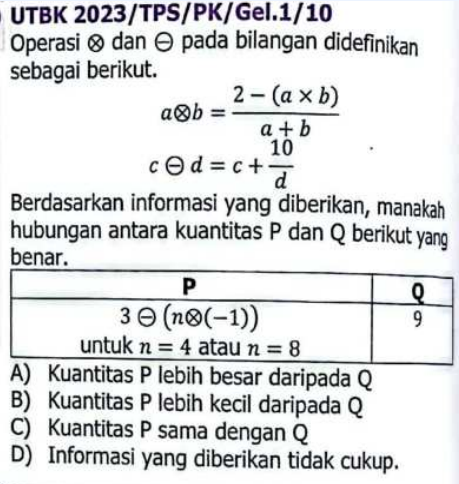 UTBK 2023/TPS/PK/Gel.1/10
Operasi ⊗ dan ⊖ pada bilangan didefinikan
sebagai berikut.
a⊗b = \frac{2 − (a × b)}{a + b}
c ⊖ d = c + \frac{10}{d}
Berdasarkan informasi yang diberikan, manakah
hubungan antara kuantitas P dan Q berikut yang
benar.
P Q
3 ⊖ (n⊗(−1)) 9
untuk n = 4 atau n = 8
A) Kuantitas P lebih besar daripada Q
B) Kuantitas P lebih kecil daripada Q
C) Kuantitas P sama dengan Q
D) Informasi yang diberikan tidak cukup.